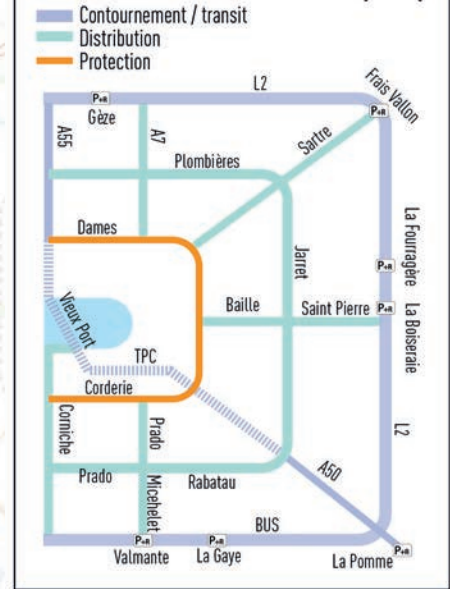 Contournement / transit
Distribution
Protection
L2
Frais Vallon
P+R
Gèze
P+R
A55
A7
Sartre
Plombières
Dames
Jarret
La Fourragère
P+R
Vieux Port
Baille
Saint Pierre
P+R
La Boiseraie
TPC
Corderie
Corniche
Prado
L2
Prado
Micehelet
Rabatau
A50
BUS
P+R
Valmante
P+R
La Gaye
La Pomme
P+R